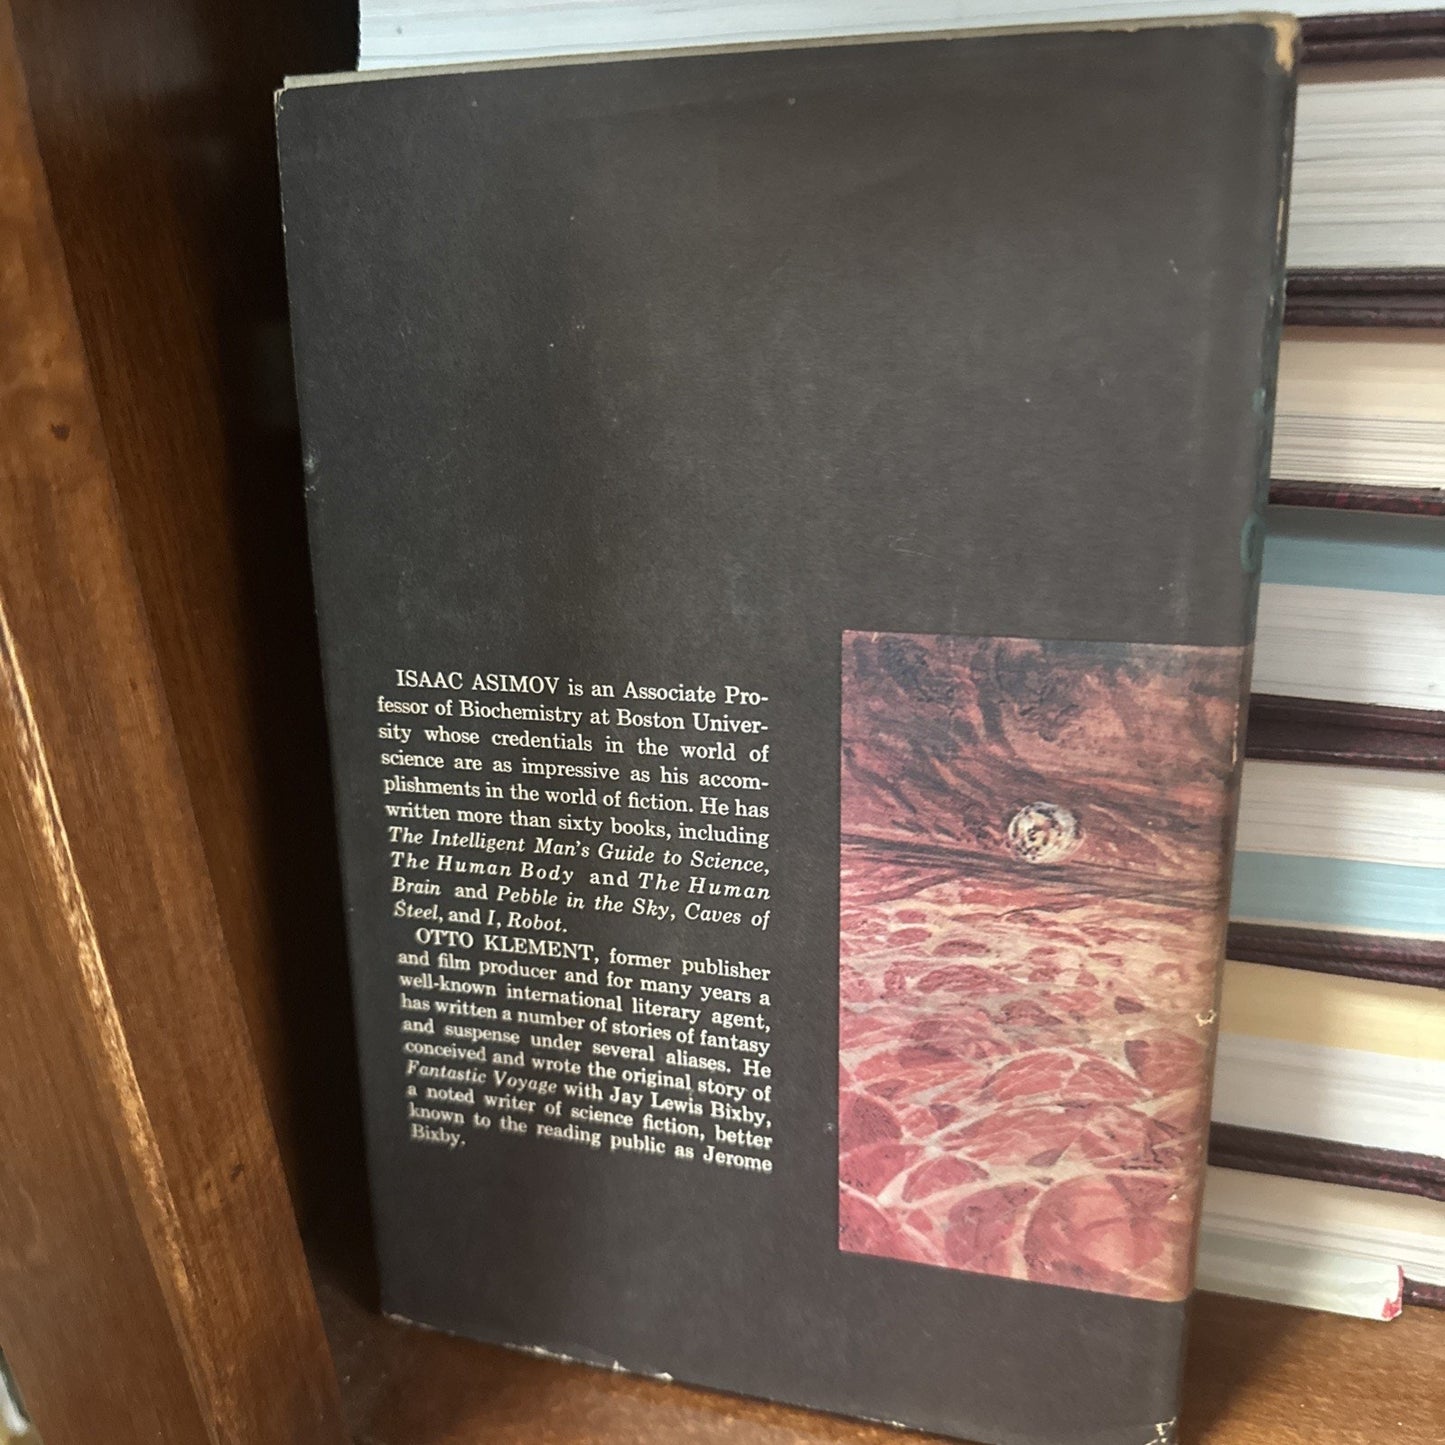 ISAAC ASIMOV is an Associate Pro-
fessor of Biochemistry at Boston Univer-
sity whose credentials in the world of
science are as impressive as his accom-
plishments in the world of fiction. He has
written more than sixty books, including
The Intelligent Man's Guide to Science,
The Human Body and The Human
Brain and Pebble in the Sky, Caves of
Steel, and I, Robot.
OTTO KLEMENT, former publisher
and film producer and for many years a
well-known international literary agent,
has written a number of stories of fantasy
and suspense under several aliases. He
conceived and wrote the original story of
Fantastic Voyage with Jay Lewis Bixby,
a noted writer of science fiction, better
known to the reading public as Jerome
Bixby.